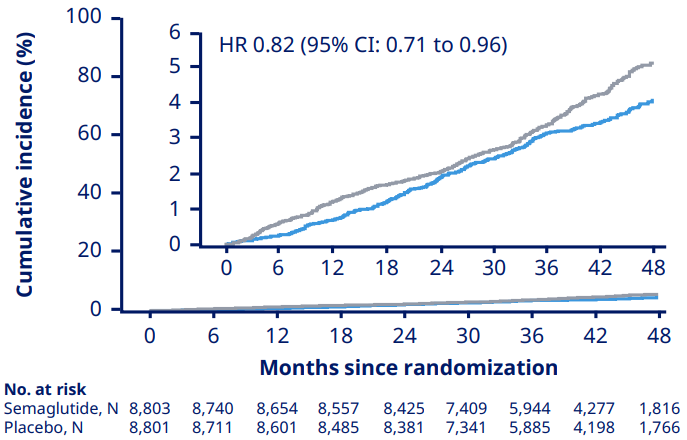 Cumulative incidence (%)
100
80
60
40
20
0
6
5
4
3
2
1
0
HR 0.82 (95% CI: 0.71 to 0.96)
0 6 12 18 24 30 36 42 48
0 6 12 18 24 30 36 42 48
Months since randomization
No. at risk
Semaglutide, N 8,803 8,740 8,654 8,557 8,425 7,409 5,944 4,277 1,816
Placebo, N 8,801 8,711 8,601 8,485 8,381 7,341 5,885 4,198 1,766